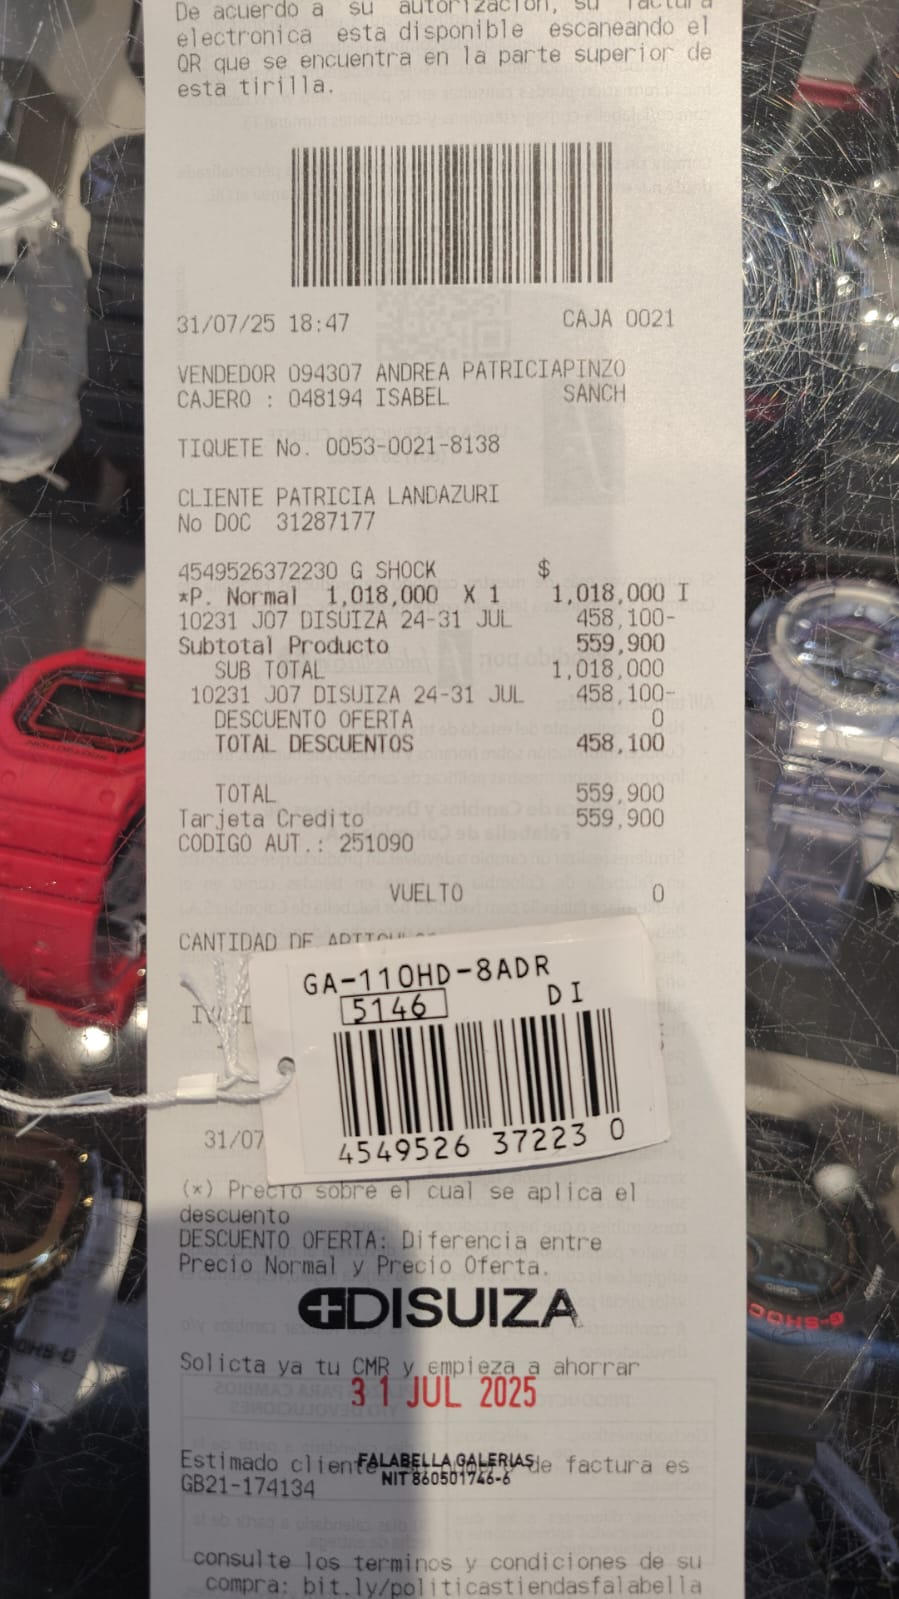 De acuerdo a su autorizacion, su factura
electronica esta disponible escaneando el
QR que se encuentra en la parte superior de
esta tirilla.
31/07/25 18:47 CAJA 0021
VENDEDOR 094307 ANDREA PATRICIAPINZO
CAJERO : 048194 ISABEL SANCH
TIQUETE No. 0053-0021-8138
CLIENTE PATRICIA LANDAZURI
No DOC 31287177
4549526372230 G SHOCK $
*P. Normal 1,018,000 X 1 1,018,000 I
10231 J07 DISUIZA 24-31 JUL 458,100-
Subtotal Producto 559,900
SUB TOTAL 1,018,000
10231 J07 DISUIZA 24-31 JUL 458,100-
DESCUENTO OFERTA 0
TOTAL DESCUENTOS 458,100
TOTAL 559,900
Tarjeta Credito 559,900
CODIGO AUT.: 251090
VUELTO 0
CANTIDAD DE ARTICULOS
GA-110HD-8ADR
5146 DI
4549526 37223 0
31/07
(*) Precio sobre el cual se aplica el
descuento
DESCUENTO OFERTA: Diferencia entre
Precio Normal y Precio Oferta.
DISUIZA
Solicta ya tu CMR y empieza a ahorrar
31 JUL 2025
Estimado cliente de factura es
FALABELLA GALERIAS
NIT 860501746-6
GB21-174134
consulte los terminos y condiciones de su
compra: bit.ly/politicastiendasfalabella
G-SHOCK